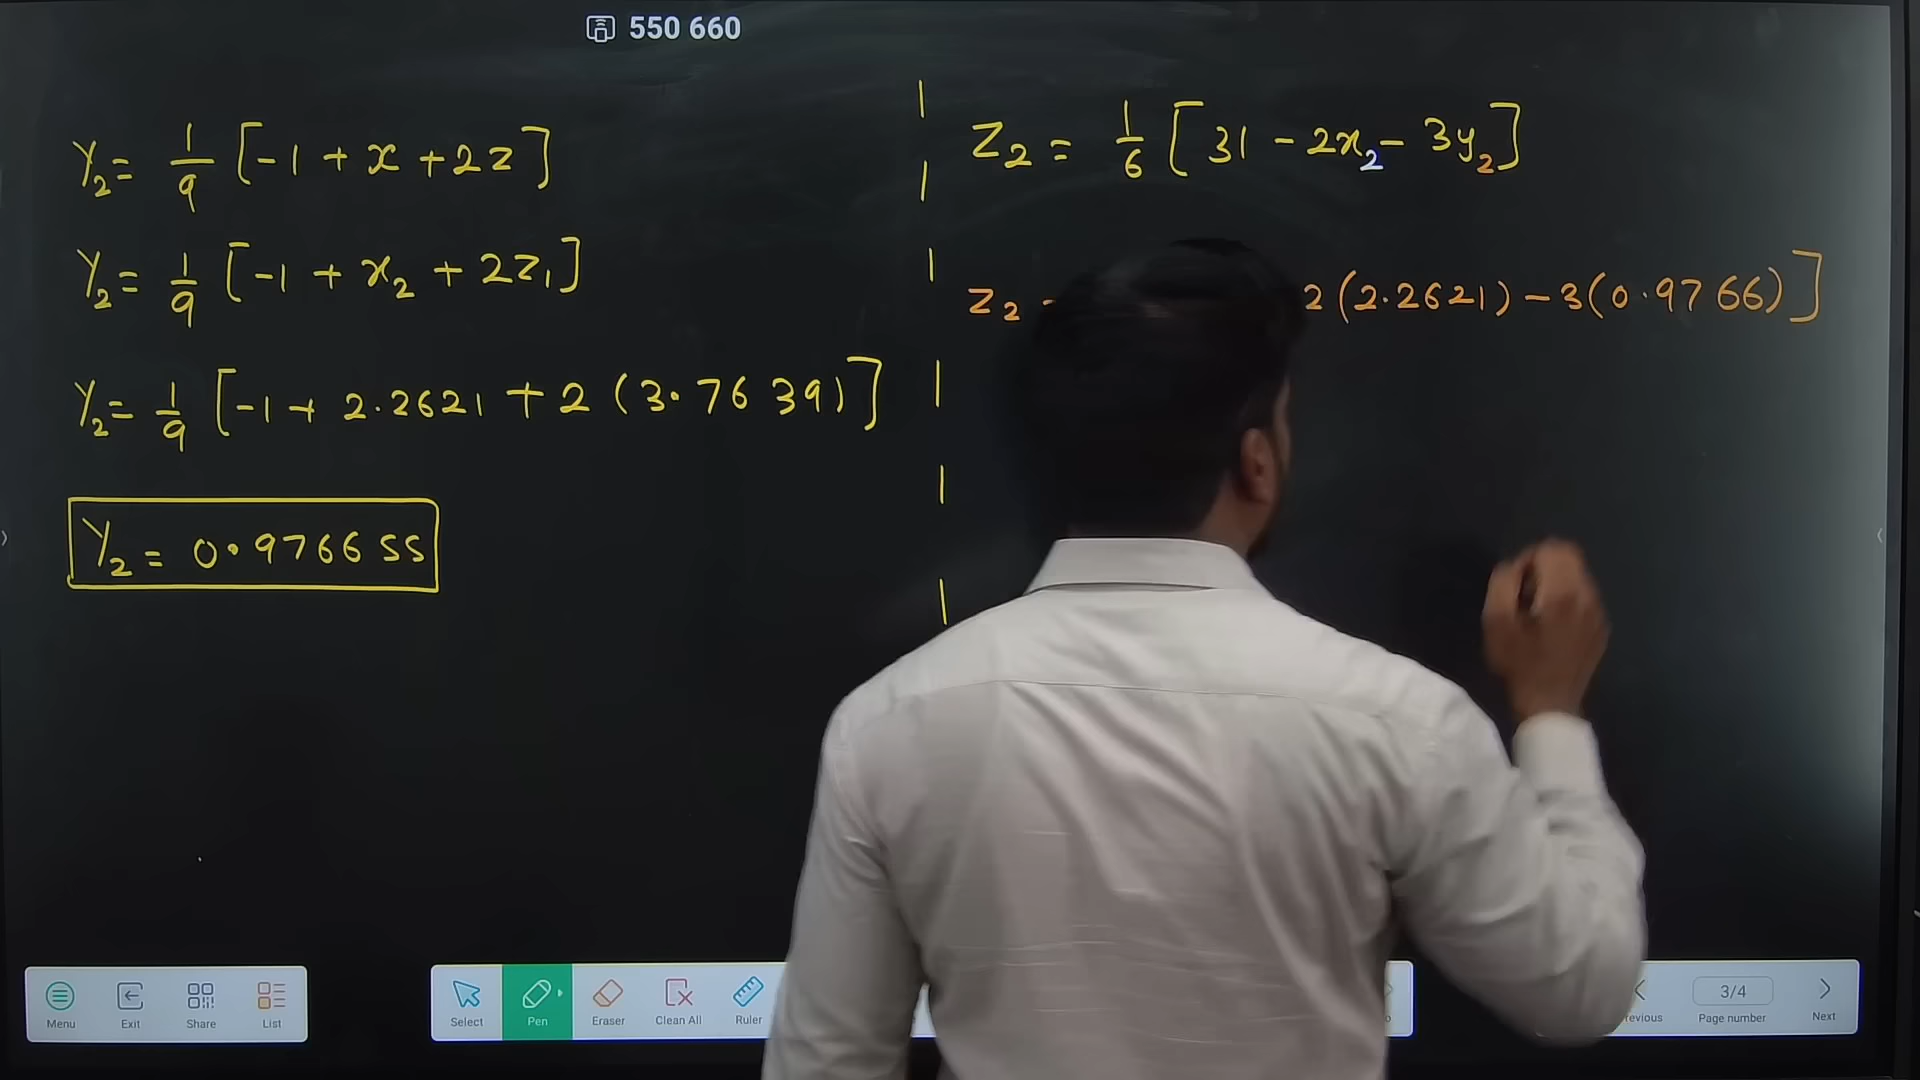 550 660
Y₂ = 1/9 [-1 + x + 2z]
Y₂ = 1/9 [-1 + x₂ + 2z₁]
Y₂ = 1/9 [-1 + 2.2621 + 2 (3.7639)]
Y₂ = 0.976655
Z₂ = 1/6 [31 - 2x₂ - 3y₂]
Z₂ 2(2.2621) - 3(0.9766)]
Menu Exit Share List
Select Pen Eraser Clean All Ruler
3/4
Page number Next